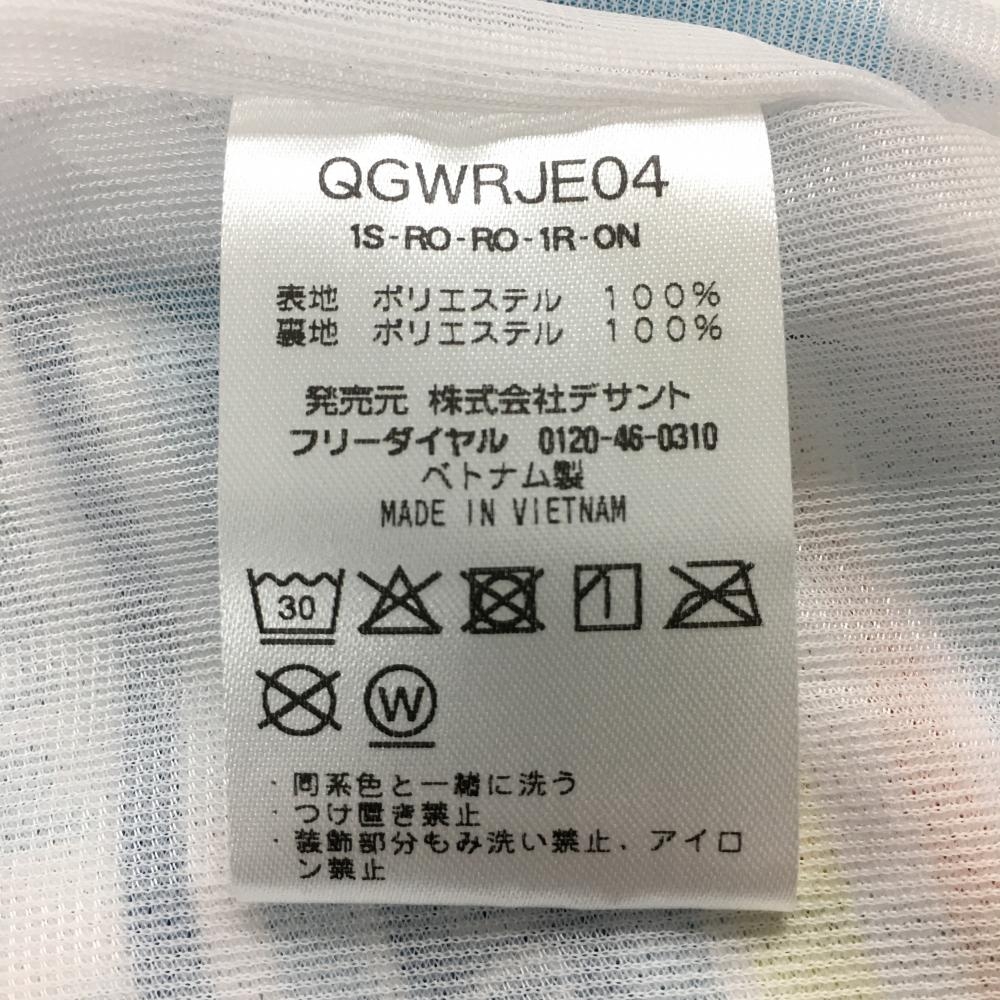 QGWRJE04
1S-RO-RO-1R-ON
表地 ポリエステル 100%
裏地 ポリエステル 100%
発売元 株式会社デサント
フリーダイヤル 0120-46-0310
ベトナム製
MADE IN VIETNAM
30
W
・同系色と一緒に洗う
・つけ置き禁止
・装飾部分もみ洗い禁止、アイロ
ン禁止